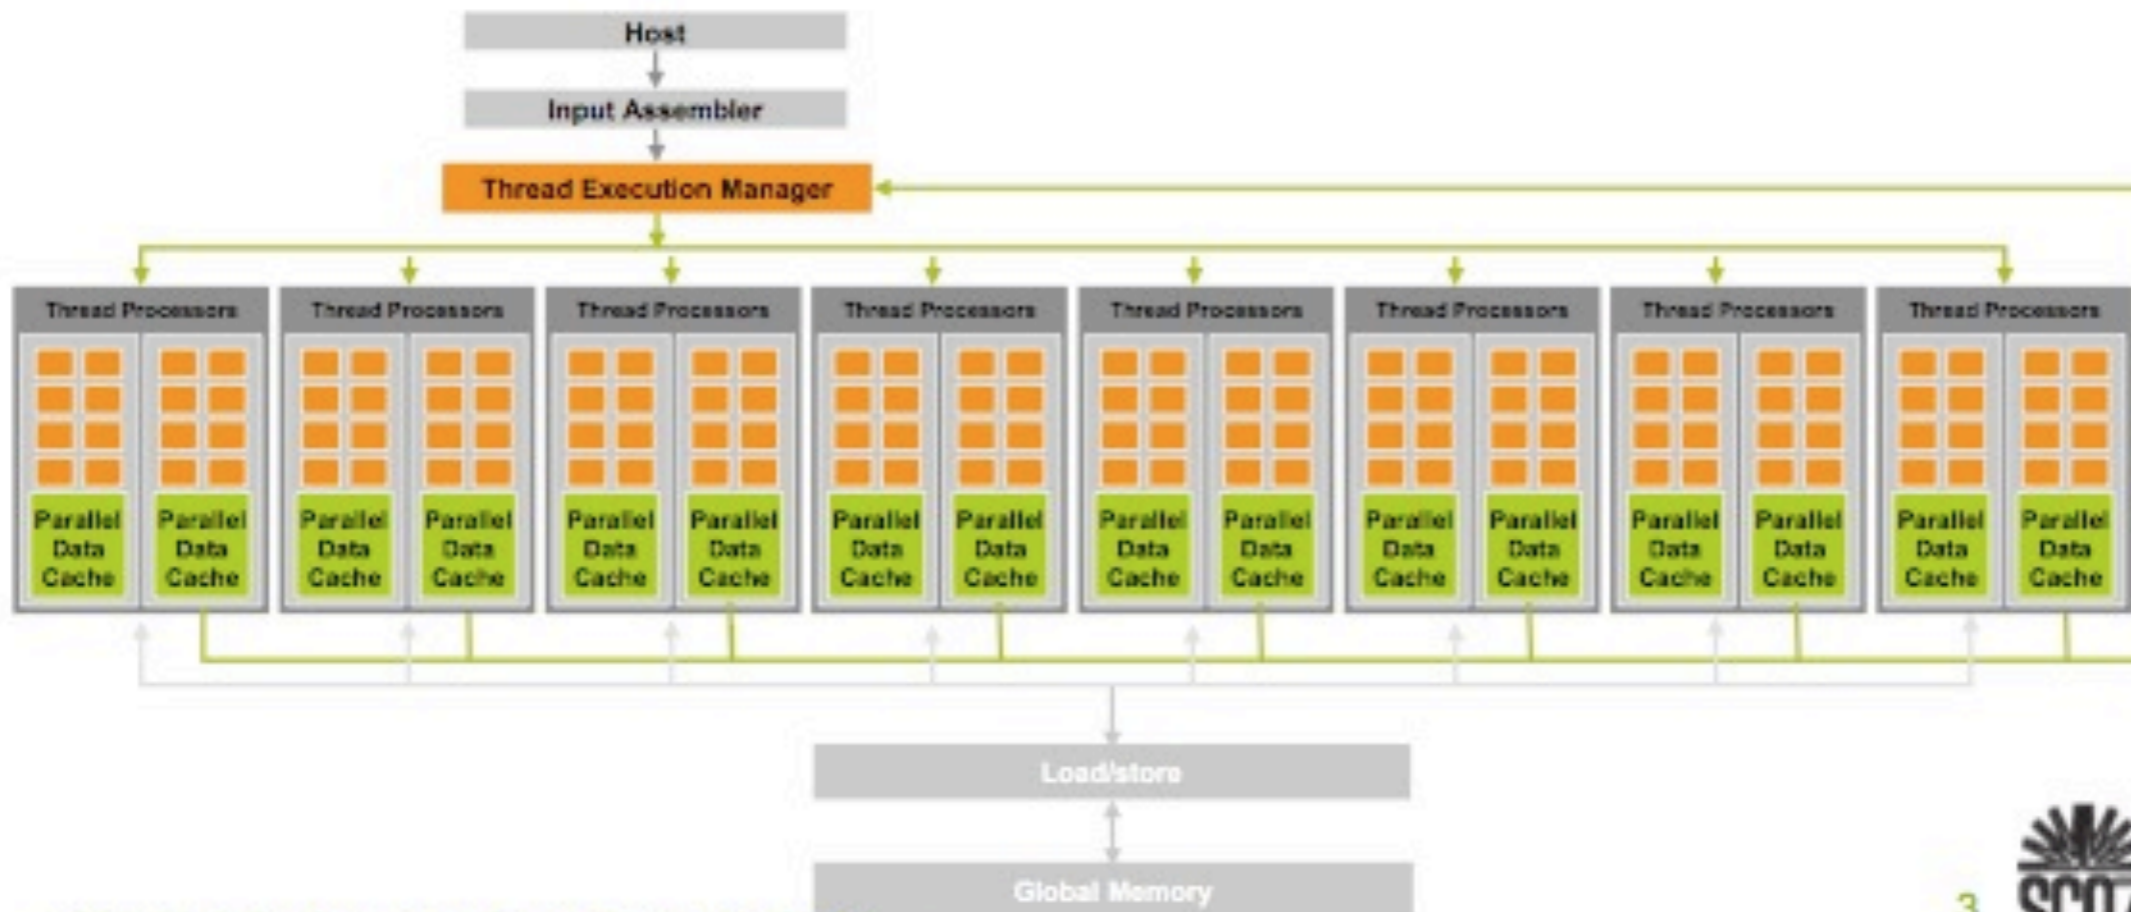 Host
Input Assembler
Thread Execution Manager
Thread Processors
Thread Processors
Thread Processors
Thread Processors
Thread Processors
Thread Processors
Thread Processors
Thread Processors
Parallel
Data
Cache
Parallel
Data
Cache
Parallel
Data
Cache
Parallel
Data
Cache
Parallel
Data
Cache
Parallel
Data
Cache
Parallel
Data
Cache
Parallel
Data
Cache
Parallel
Data
Cache
Parallel
Data
Cache
Parallel
Data
Cache
Parallel
Data
Cache
Parallel
Data
Cache
Parallel
Data
Cache
Parallel
Data
Cache
Parallel
Data
Cache
Load/store
Global Memory
3